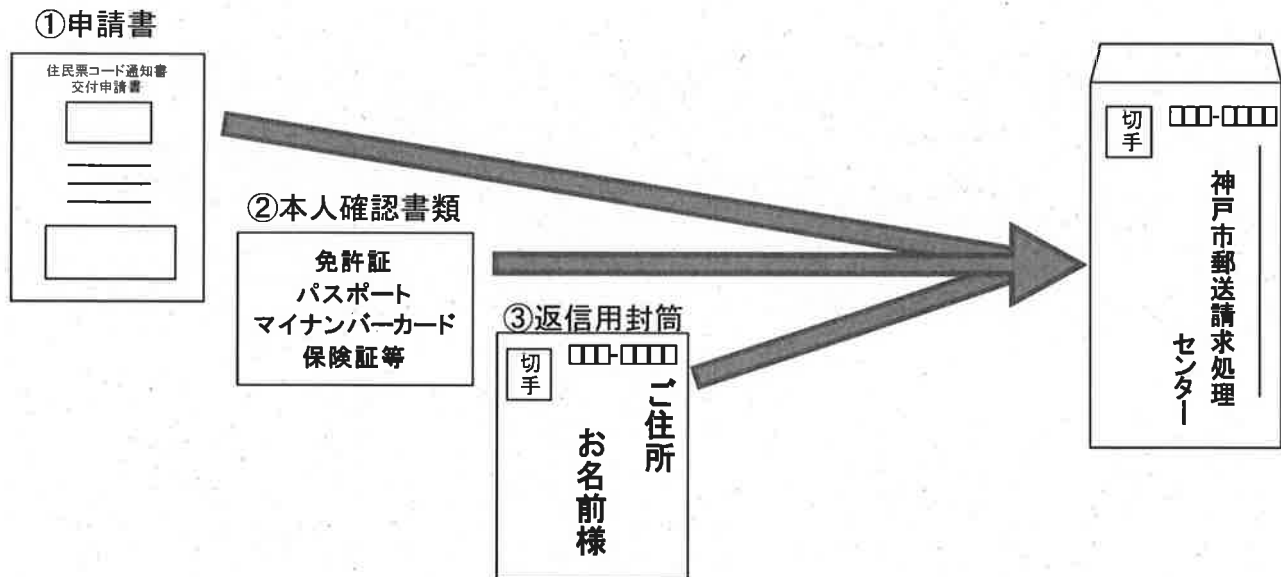 ①申請書
住民票コード通知書
交付申請書
②本人確認書類
免許証
パスポート
マイナンバーカード
保険証等
③返信用封筒
切手
ご住所
お名前様
切手
神戸市郵送請求処理
センター